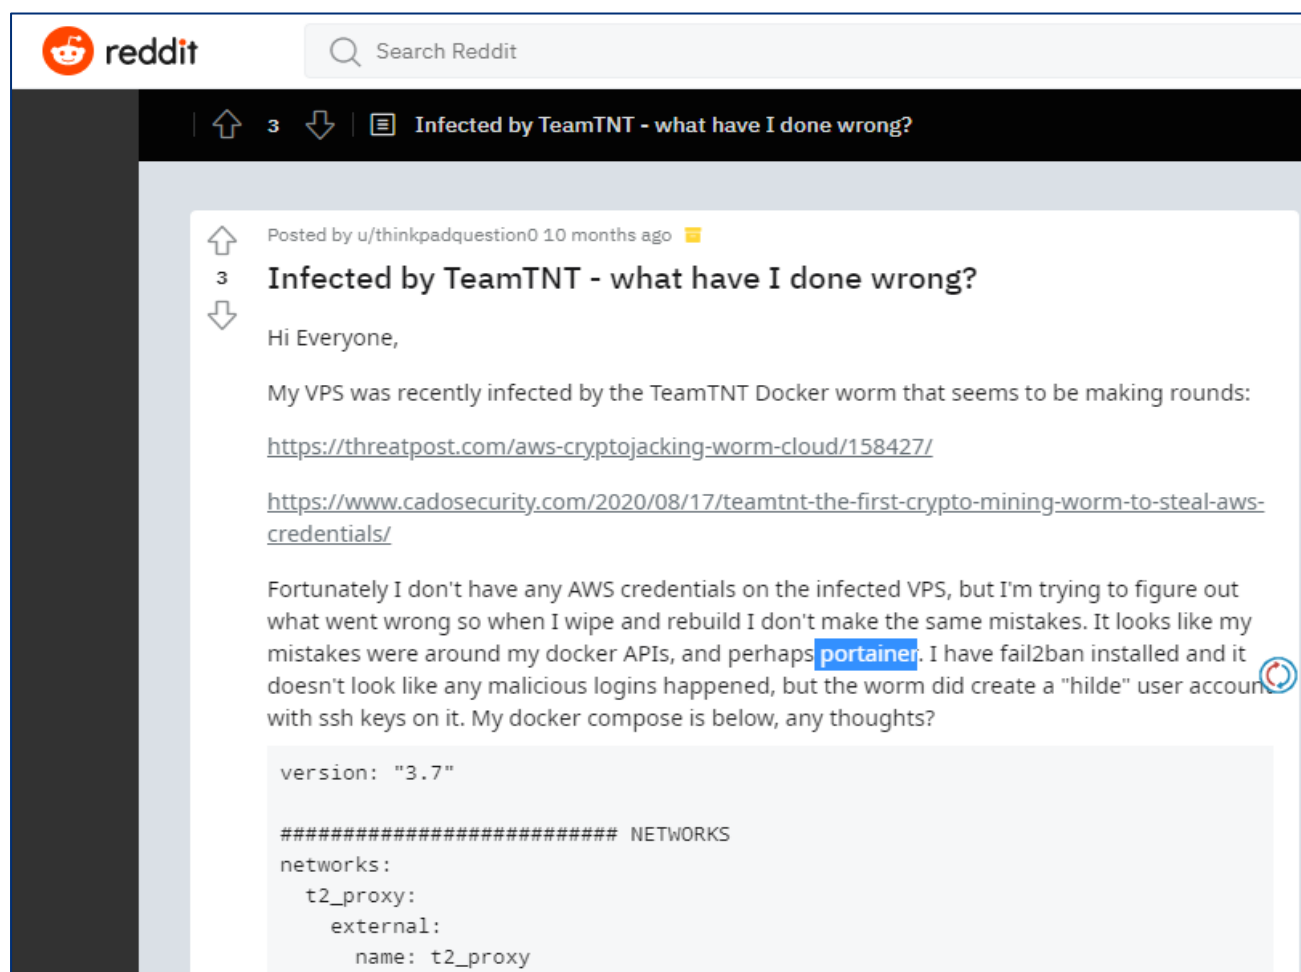 reddit
Search Reddit
3
Infected by TeamTNT - what have I done wrong?
Posted by u/thinkpadquestion0 10 months ago
3
Infected by TeamTNT - what have I done wrong?
Hi Everyone,
My VPS was recently infected by the TeamTNT Docker worm that seems to be making rounds:
https://threatpost.com/aws-cryptojacking-worm-cloud/158427/
https://www.cadosecurity.com/2020/08/17/teamtnt-the-first-crypto-mining-worm-to-steal-aws-
credentials/
Fortunately I don't have any AWS credentials on the infected VPS, but I'm trying to figure out
what went wrong so when I wipe and rebuild I don't make the same mistakes. It looks like my
mistakes were around my docker APIs, and perhaps portainer. I have fail2ban installed and it
doesn't look like any malicious logins happened, but the worm did create a "hilde" user account
with ssh keys on it. My docker compose is below, any thoughts?
version: "3.7"
########################### NETWORKS
networks:
  t2_proxy:
    external:
      name: t2_proxy